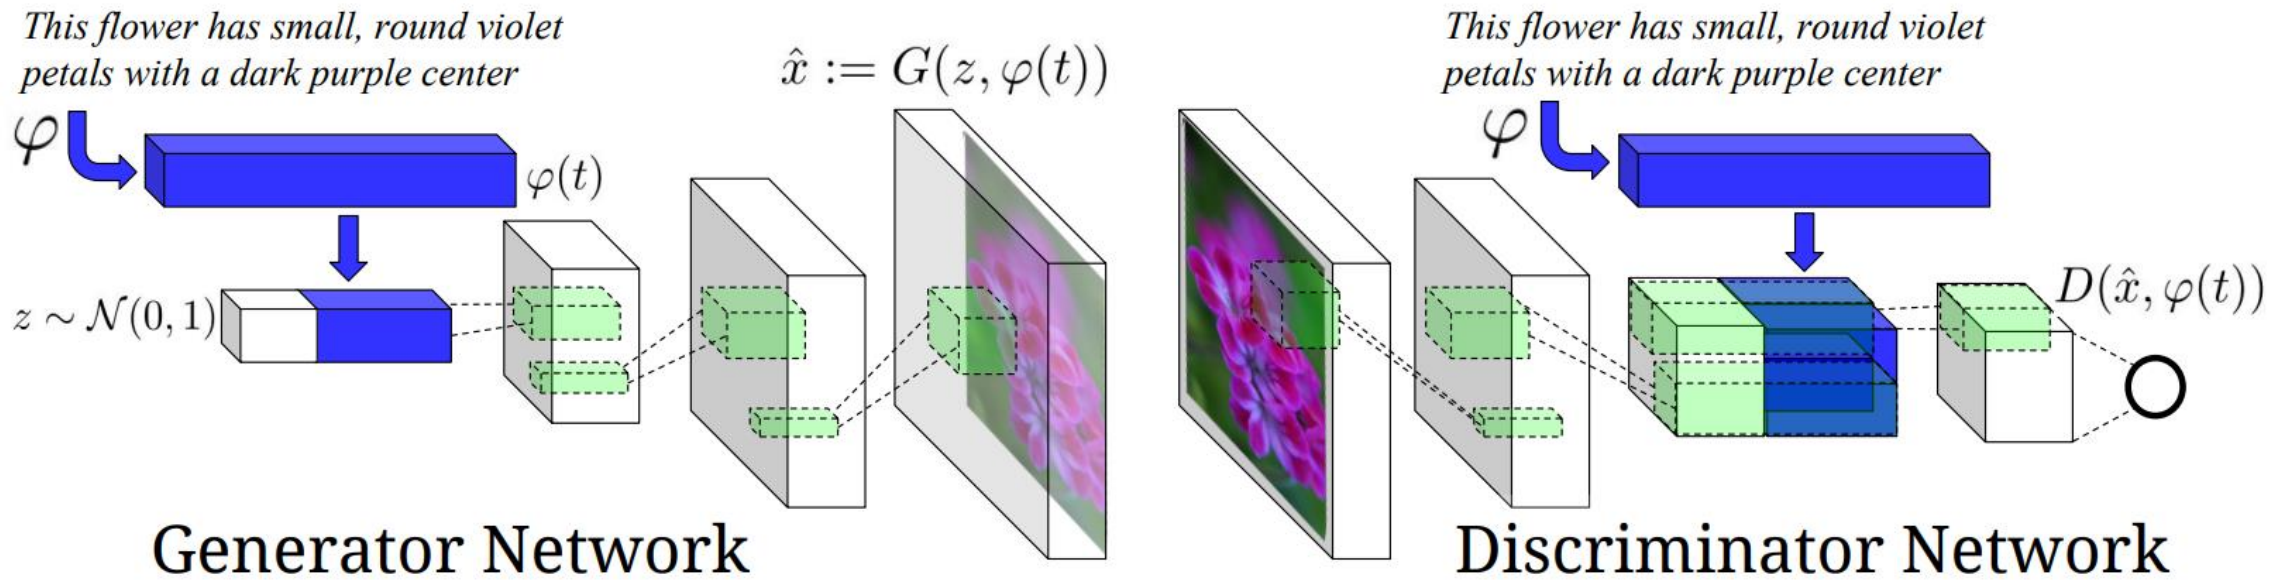 This flower has small, round violet
petals with a dark purple center
φ
φ(t)
z ∼ 𝒩(0, 1)
x̂ := G(z, φ(t))
Generator Network
This flower has small, round violet
petals with a dark purple center
φ
D(x̂, φ(t))
Discriminator Network